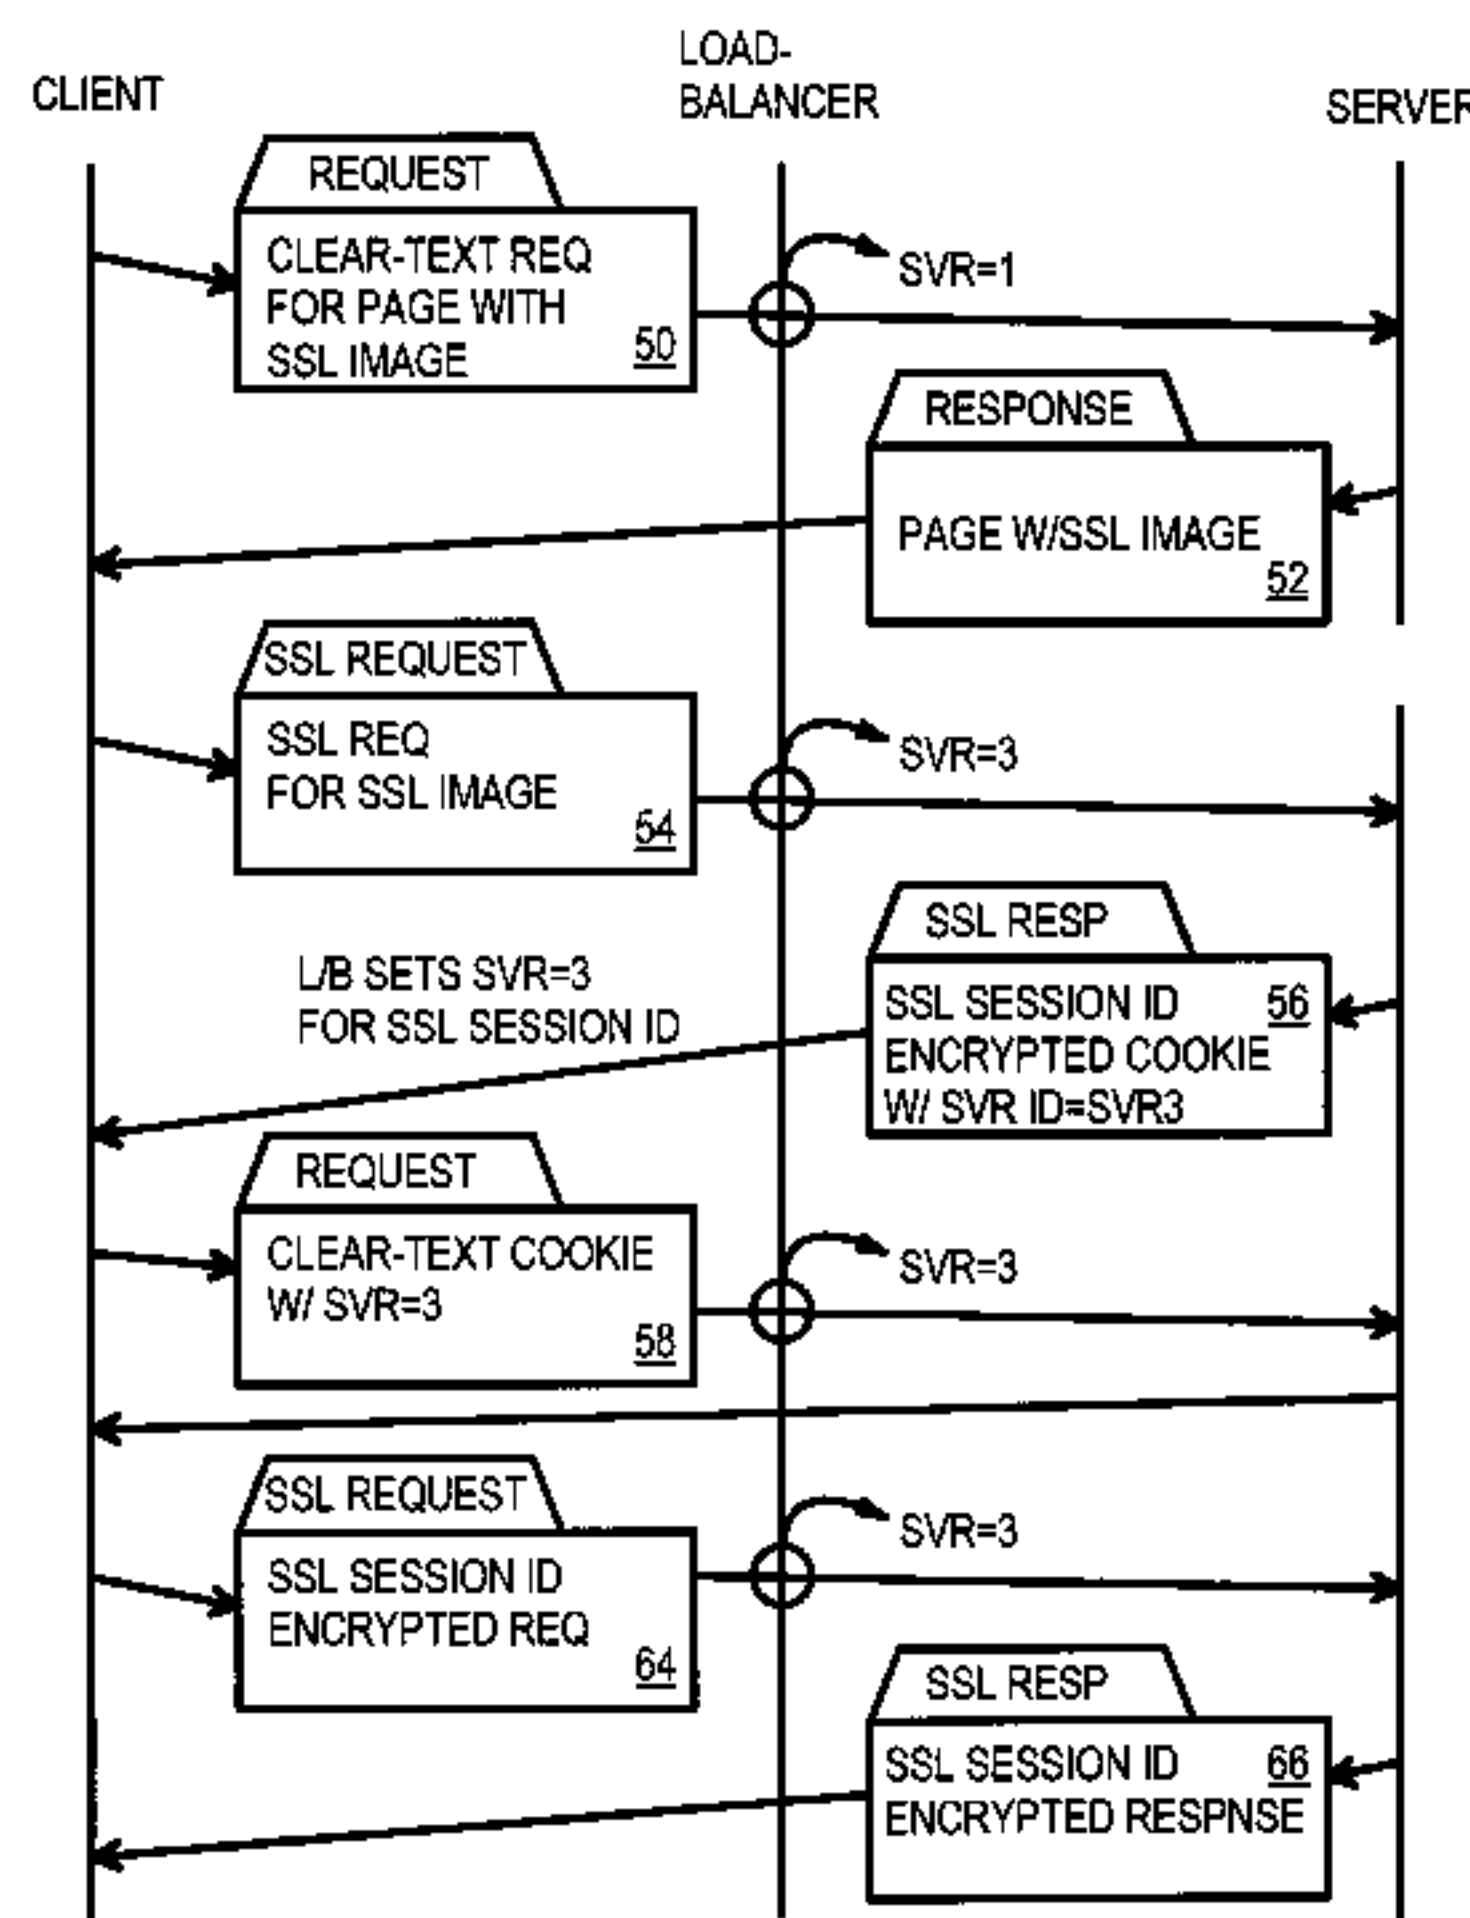 CLIENT
LOAD-
BALANCER
SERVER
REQUEST
CLEAR-TEXT REQ
FOR PAGE WITH
SSL IMAGE
50
SVR=1
RESPONSE
PAGE W/SSL IMAGE
52
SSL REQUEST
SSL REQ
FOR SSL IMAGE
54
SVR=3
SSL RESP
SSL SESSION ID
56
ENCRYPTED COOKIE
W/ SVR ID=SVR3
L/B SETS SVR=3
FOR SSL SESSION ID
REQUEST
CLEAR-TEXT COOKIE
W/ SVR=3
58
SVR=3
SSL REQUEST
SSL SESSION ID
ENCRYPTED REQ
64
SVR=3
SSL RESP
SSL SESSION ID
66
ENCRYPTED RESPNSE